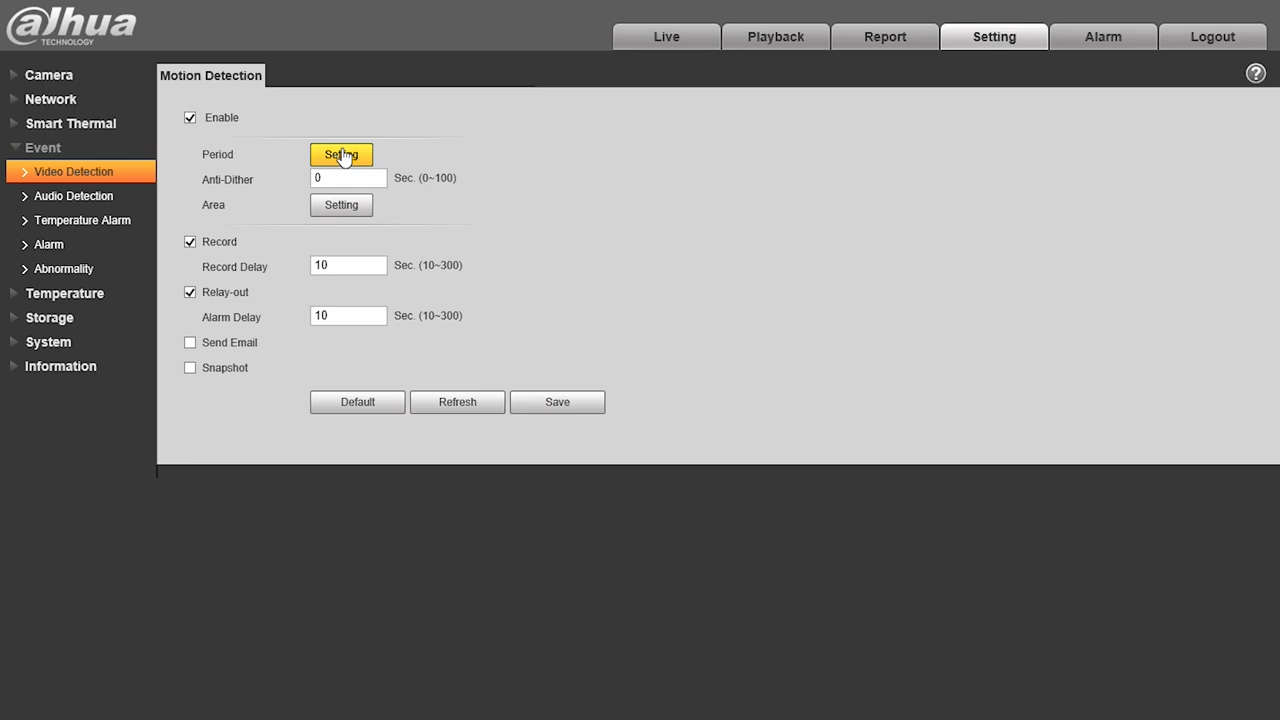 alhua
TECHNOLOGY
Live
Playback
Report
Setting
Alarm
Logout
Camera
Network
Smart Thermal
Event
Video Detection
Audio Detection
Temperature Alarm
Alarm
Abnormality
Temperature
Storage
System
Information
Motion Detection
?
Enable
Period Setting
Anti-Dither 0 Sec. (0~100)
Area Setting
Record
Record Delay 10 Sec. (10~300)
Relay-out
Alarm Delay 10 Sec. (10~300)
Send Email
Snapshot
Default Refresh Save